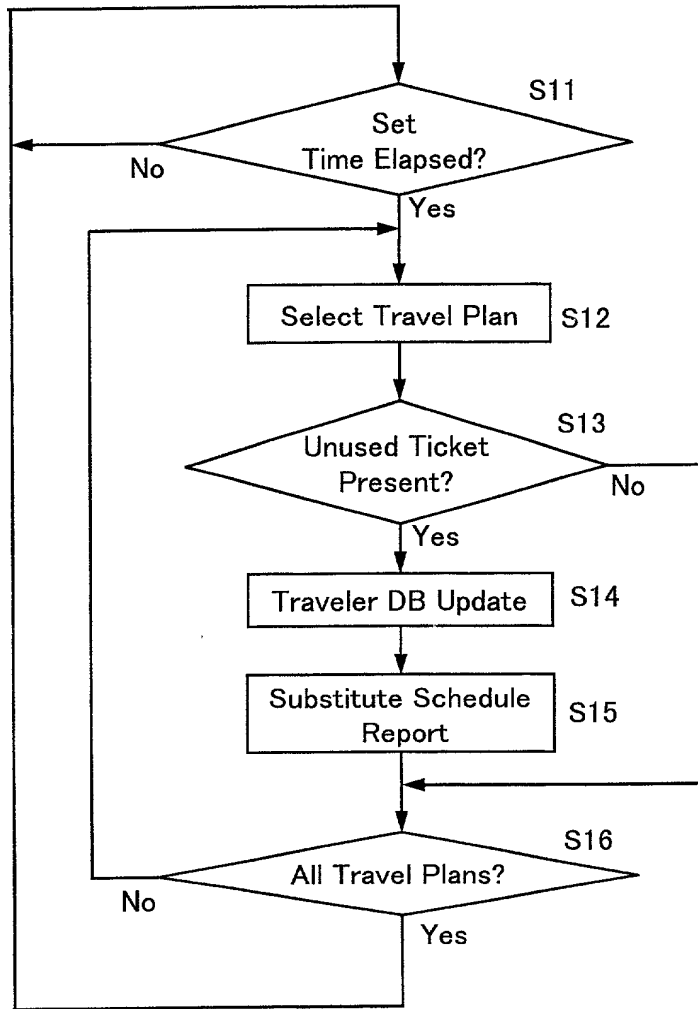 S11
Set
Time Elapsed?
No
Yes
Select Travel Plan
S12
S13
Unused Ticket
Present?
No
Yes
Traveler DB Update
S14
Substitute Schedule
Report
S15
S16
All Travel Plans?
No
Yes